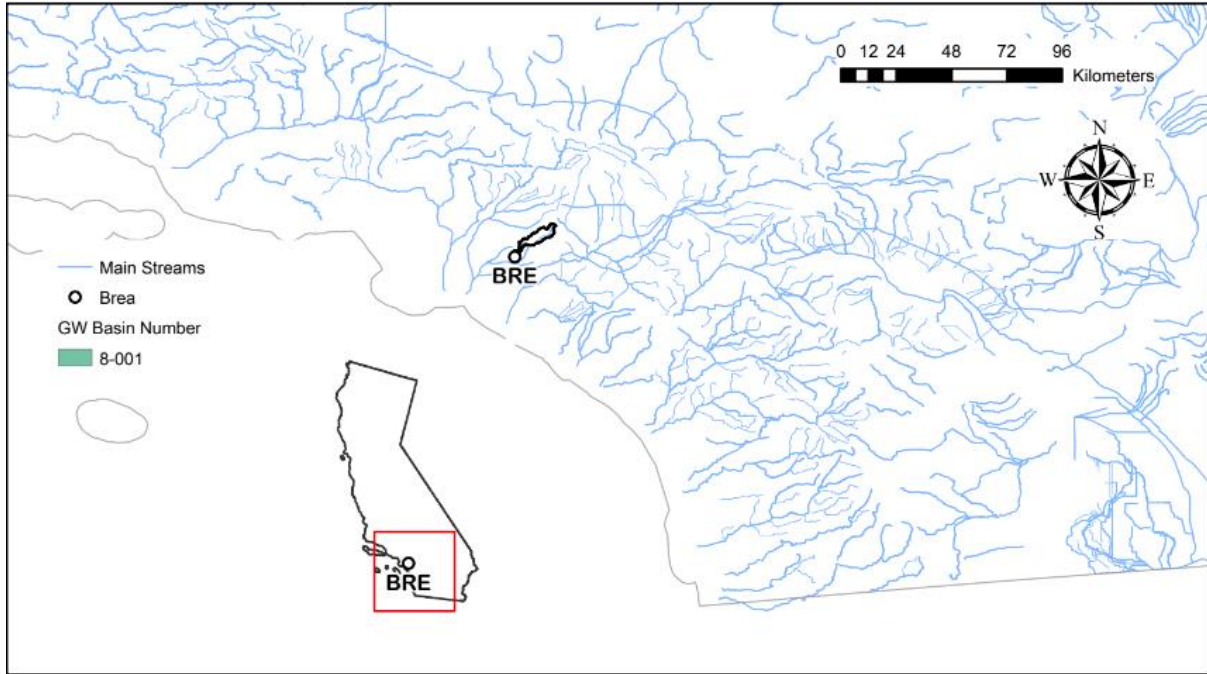 0 12 24 48 72 96
Kilometers
N
W E
S
BRE
Main Streams
Brea
GW Basin Number
8-001
BRE